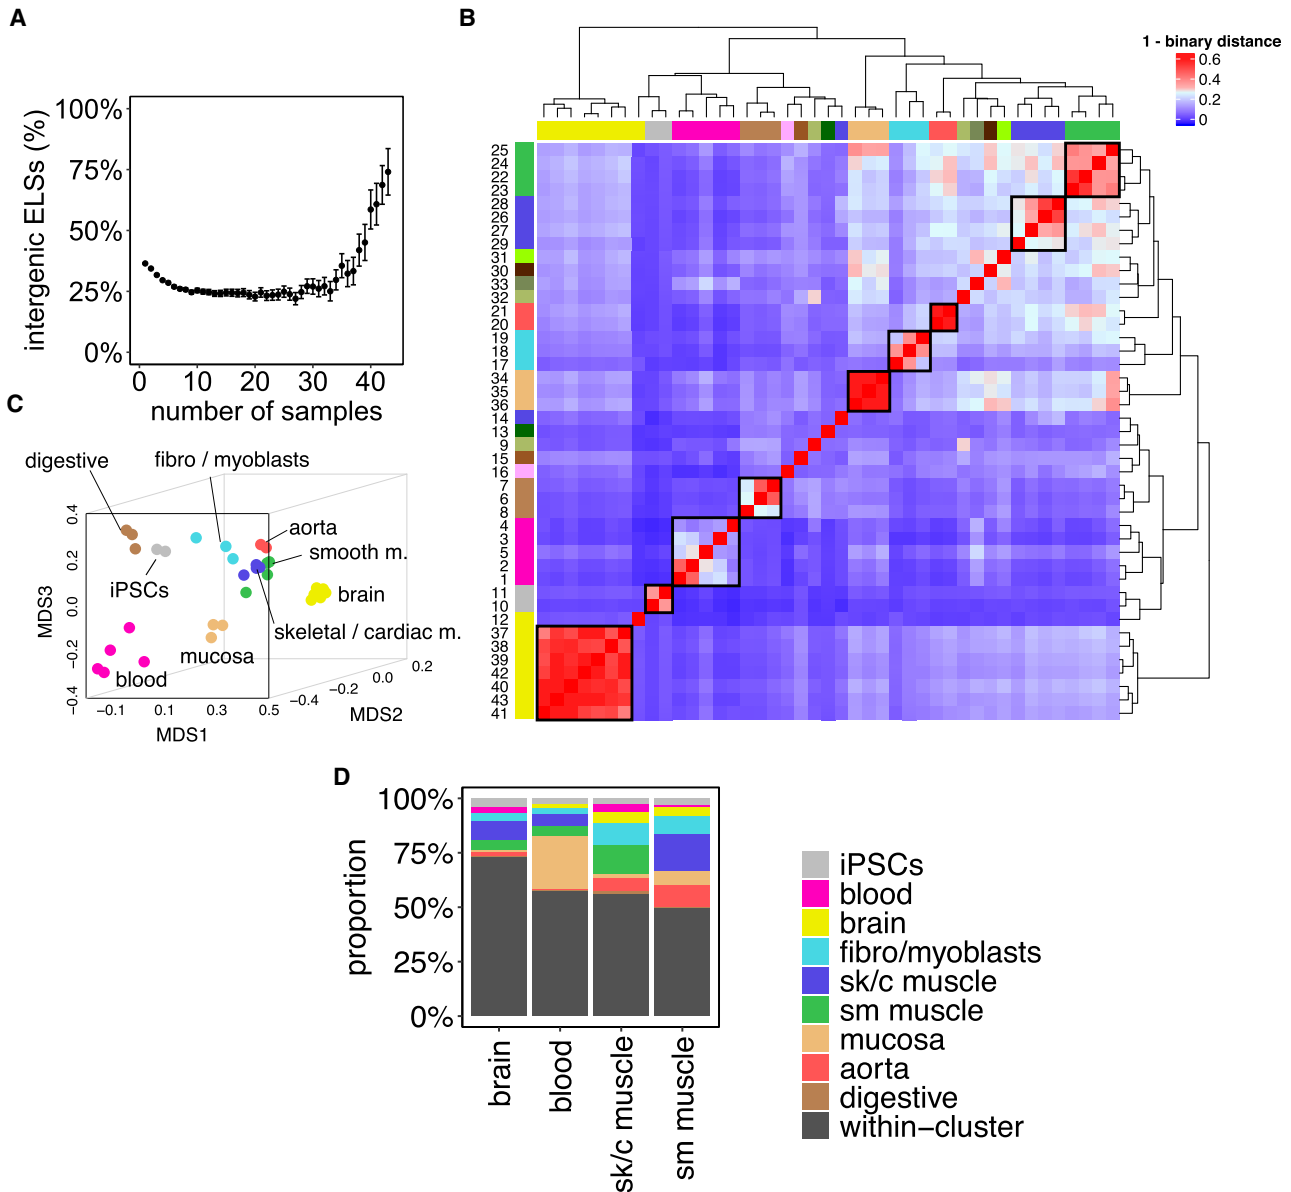 A
intergenic ELSs (%)
100%
75%
50%
25%
0%
0 10 20 30 40
number of samples
B
1 - binary distance
0.6
0.4
0.2
0
25
24
22
23
28
26
27
29
31
30
33
32
21
20
19
18
17
34
35
36
14
13
9
15
16
7
6
8
4
3
5
2
1
11
10
12
37
38
39
42
40
43
41
C
digestive
fibro / myoblasts
aorta
smooth m.
iPSCs
brain
skeletal / cardiac m.
mucosa
blood
MDS3
0.4
0.2
0.0
−0.2
−0.4
−0.1 0.1 0.3 0.5
MDS1
−0.4 −0.2 0.0 0.2
MDS2
D
proportion
100%
75%
50%
25%
0%
brain
blood
sk/c muscle
sm muscle
iPSCs
blood
brain
fibro/myoblasts
sk/c muscle
sm muscle
mucosa
aorta
digestive
within−cluster